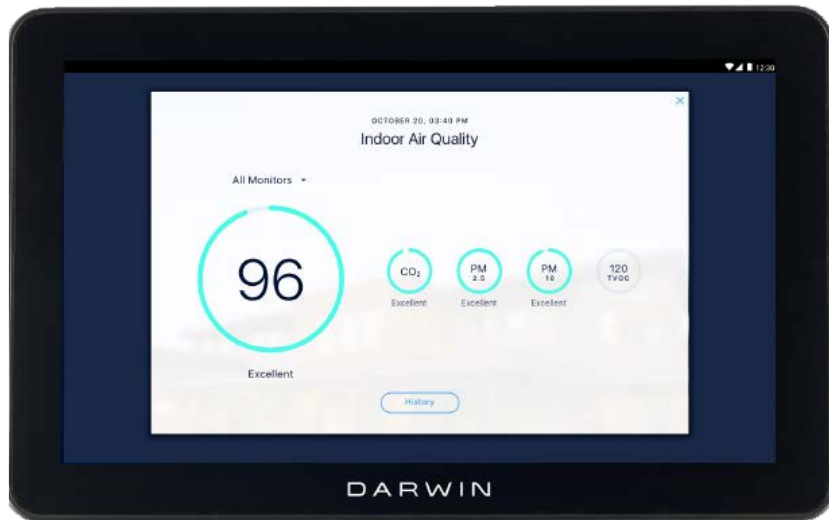 12:30
OCTOBER 20, 03:40 PM
Indoor Air Quality
All Monitors
96
Excellent
CO₂
Excellent
PM
2.5
Excellent
PM
10
Excellent
120
TVOC
History
DARWIN